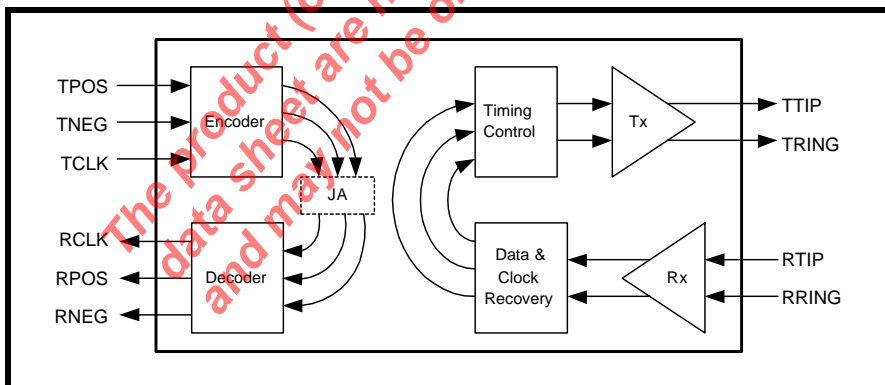 TPOS
TNEG
TCLK
Encoder
JA
RCLK
RPOS
RNEG
Decoder
Timing
Control
Tx
TTIP
TRING
Data &
Clock
Recovery
Rx
RTIP
RRING
The product (
data sheet are
and may not be